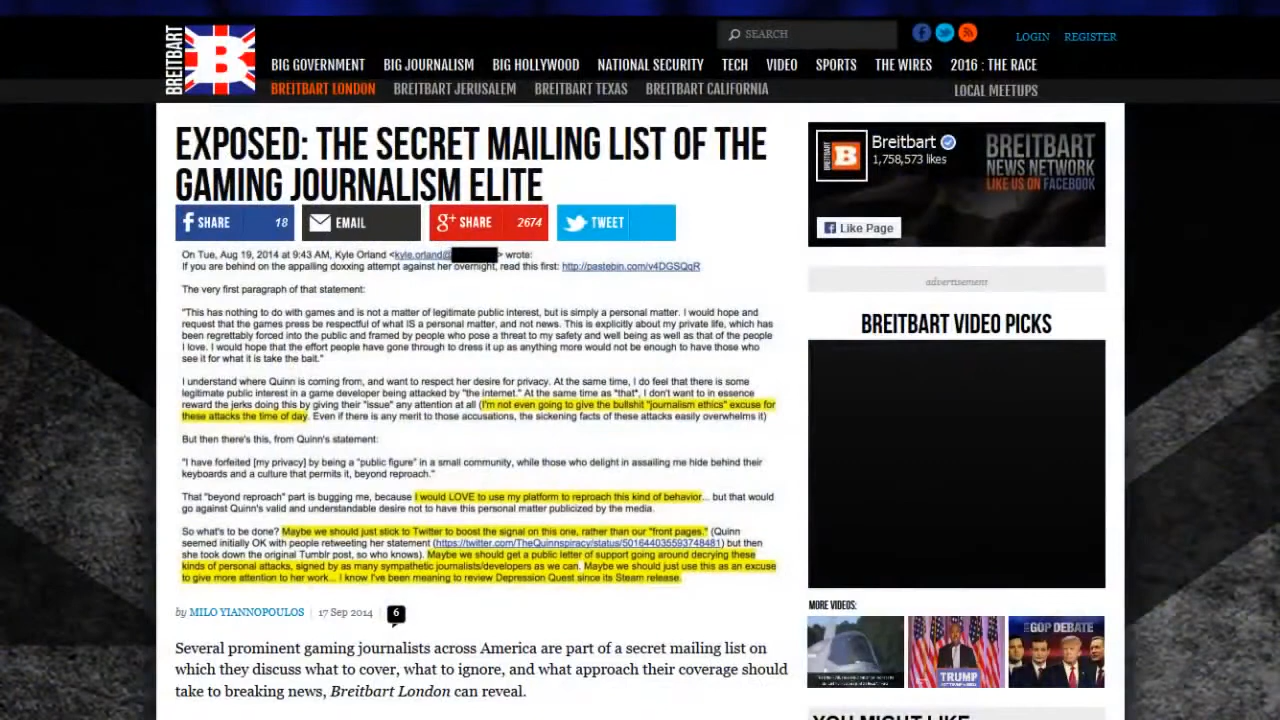 BREITBART
B
SEARCH
LOGIN REGISTER
BIG GOVERNMENT BIG JOURNALISM BIG HOLLYWOOD NATIONAL SECURITY TECH VIDEO SPORTS THE WIRES 2016 : THE RACE
BREITBART LONDON BREITBART JERUSALEM BREITBART TEXAS BREITBART CALIFORNIA LOCAL MEETUPS
EXPOSED: THE SECRET MAILING LIST OF THE
GAMING JOURNALISM ELITE
SHARE 18 EMAIL g+ SHARE 2674 TWEET
On Tue, Aug 19, 2014 at 9:43 AM, Kyle Orland <kyle.orland@ > wrote:
If you are behind on the appalling doxxing attempt against her overnight, read this first: http://pastebin.com/v4DGSQqR
The very first paragraph of that statement:
"This has nothing to do with games and is not a matter of legitimate public interest, but is simply a personal matter. I would hope and
request that the games press be respectful of what IS a personal matter, and not news. This is explicitly about my private life, which has
been regrettably forced into the public and framed by people who pose a threat to my safety and well being as well as that of the people
I love. I would hope that the effort people have gone through to dress it up as anything more would not be enough to have those who
see it for what it is take the bait."
I understand where Quinn is coming from, and want to respect her desire for privacy. At the same time, I do feel that there is some
legitimate public interest in a game developer being attacked by "the internet." At the same time as *that*, I don't want to in essence
reward the jerks doing this by giving their "issue" any attention at all (I'm not even going to give the bullshit "journalism ethics" excuse for
these attacks the time of day. Even if there is any merit to those accusations, the sickening facts of these attacks easily overwhelms it)
But then there's this, from Quinn's statement:
"I have forfeited [my privacy] by being a "public figure" in a small community, while those who delight in assailing me hide behind their
keyboards and a culture that permits it, beyond reproach."
That "beyond reproach" part is bugging me, because I would LOVE to use my platform to reproach this kind of behavior... but that would
go against Quinn's valid and understandable desire not to have this personal matter publicized by the media.
So what's to be done? Maybe we should just stick to Twitter to boost the signal on this one, rather than our "front pages." (Quinn
seemed initially OK with people retweeting her statement (https://twitter.com/TheQuinnspiracy/status/501644035593748481) but then
she took down the original Tumblr post, so who knows). Maybe we should get a public letter of support going around decrying these
kinds of personal attacks, signed by as many sympathetic journalists/developers as we can. Maybe we should just use this as an excuse
to give more attention to her work... I know I've been meaning to review Depression Quest since its Steam release.
by MILO YIANNOPOULOS 17 Sep 2014 6
Several prominent gaming journalists across America are part of a secret mailing list on
which they discuss what to cover, what to ignore, and what approach their coverage should
take to breaking news, Breitbart London can reveal.
BREITBART
B
Breitbart
1,758,573 likes
BREITBART
NEWS NETWORK
LIKE US ON FACEBOOK
Like Page
advertisement
BREITBART VIDEO PICKS
MORE VIDEOS:
TRUMP
GOP DEBATE
YOU MIGHT LIKE